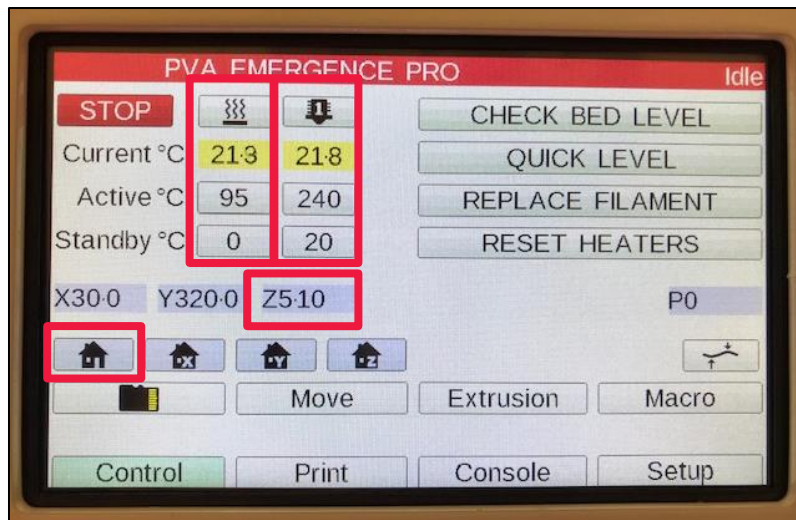 PVA EMERGENCE PRO Idle
STOP 1 CHECK BED LEVEL
Current °C 21·3 21·8 QUICK LEVEL
Active °C 95 240 REPLACE FILAMENT
Standby °C 0 20 RESET HEATERS
X30·0 Y320·0 Z5·10 P0
X Y Z
Move Extrusion Macro
Control Print Console Setup